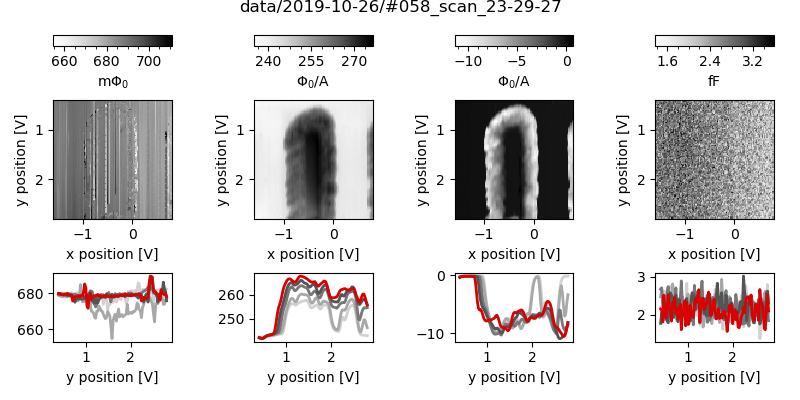 data/2019-10-26/#058_scan_23-29-27
660 680 700
240 255 270
−10 −5 0
1.6 2.4 3.2
mΦ0
Φ0/A
Φ0/A
fF
y position [V]
1
2
−1 0
x position [V]
y position [V]
1
2
−1 0
x position [V]
y position [V]
1
2
−1 0
x position [V]
y position [V]
1
2
−1 0
x position [V]
680
660
1 2
y position [V]
260
250
1 2
y position [V]
0
−10
1 2
y position [V]
3
2
1 2
y position [V]